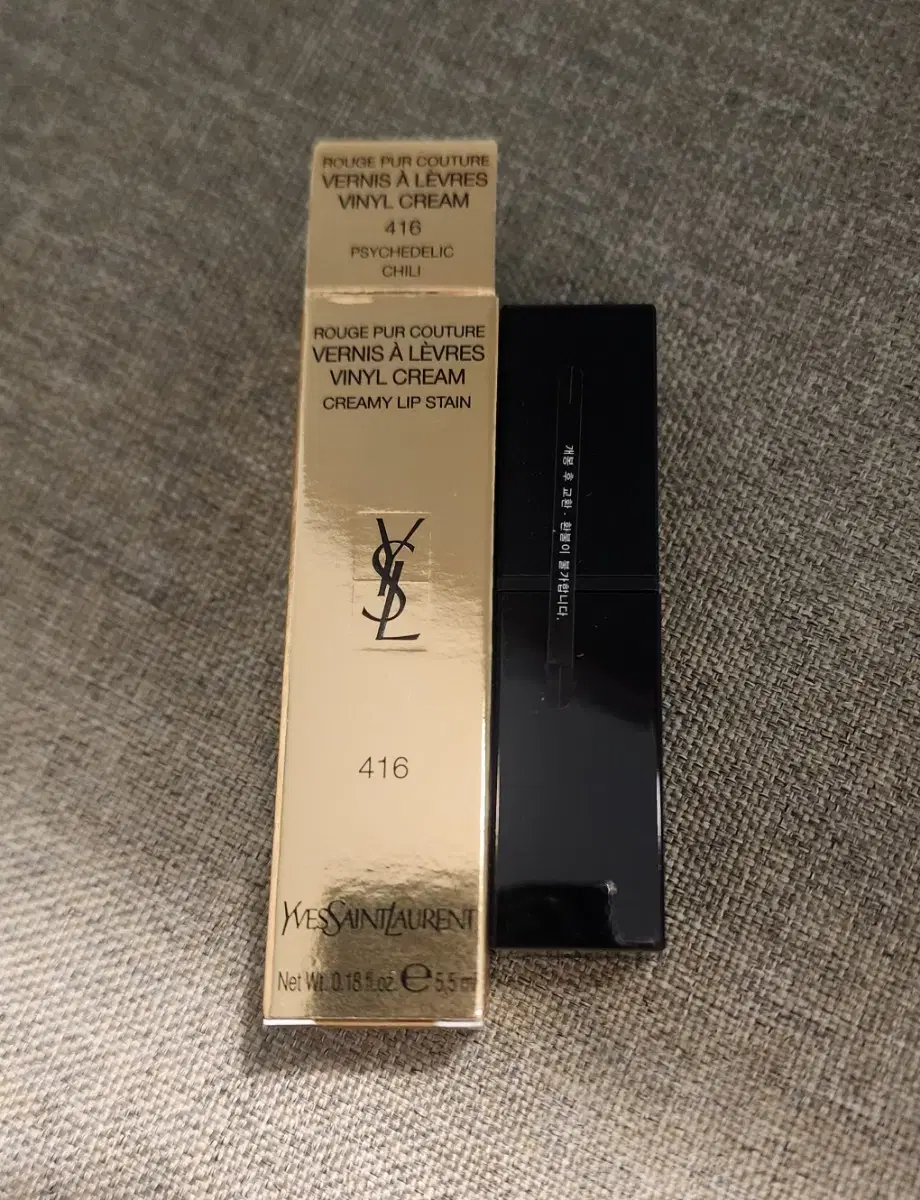 ROUGE PUR COUTURE
VERNIS À LÈVRES
VINYL CREAM
416
PSYCHEDELIC
CHILI
ROUGE PUR COUTURE
VERNIS À LÈVRES
VINYL CREAM
CREAMY LIP STAIN
YSL
416
YVESSAINTLAURENT
Net Wt. 0.18 fl.oz. ℮ 5,5 ml
개봉 후 교환·환불이 불가합니다.